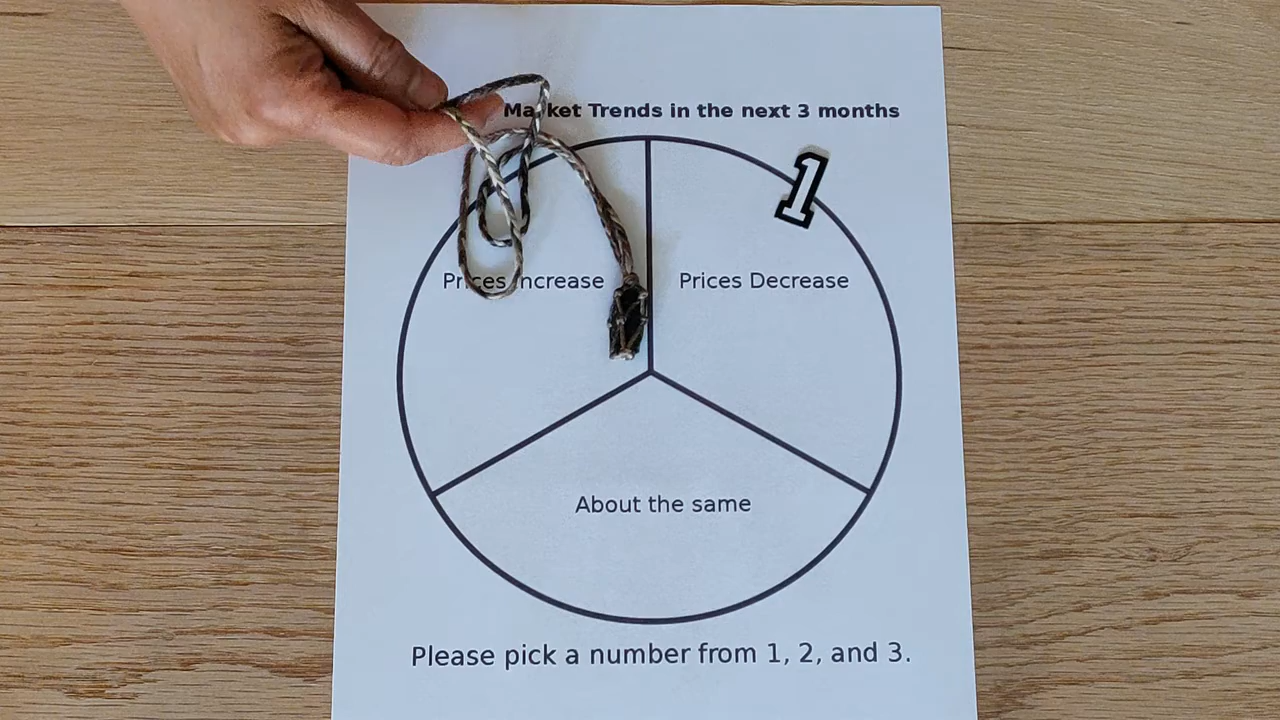 Market Trends in the next 3 months
1
Prices Increase
Prices Decrease
About the same
Please pick a number from 1, 2, and 3.